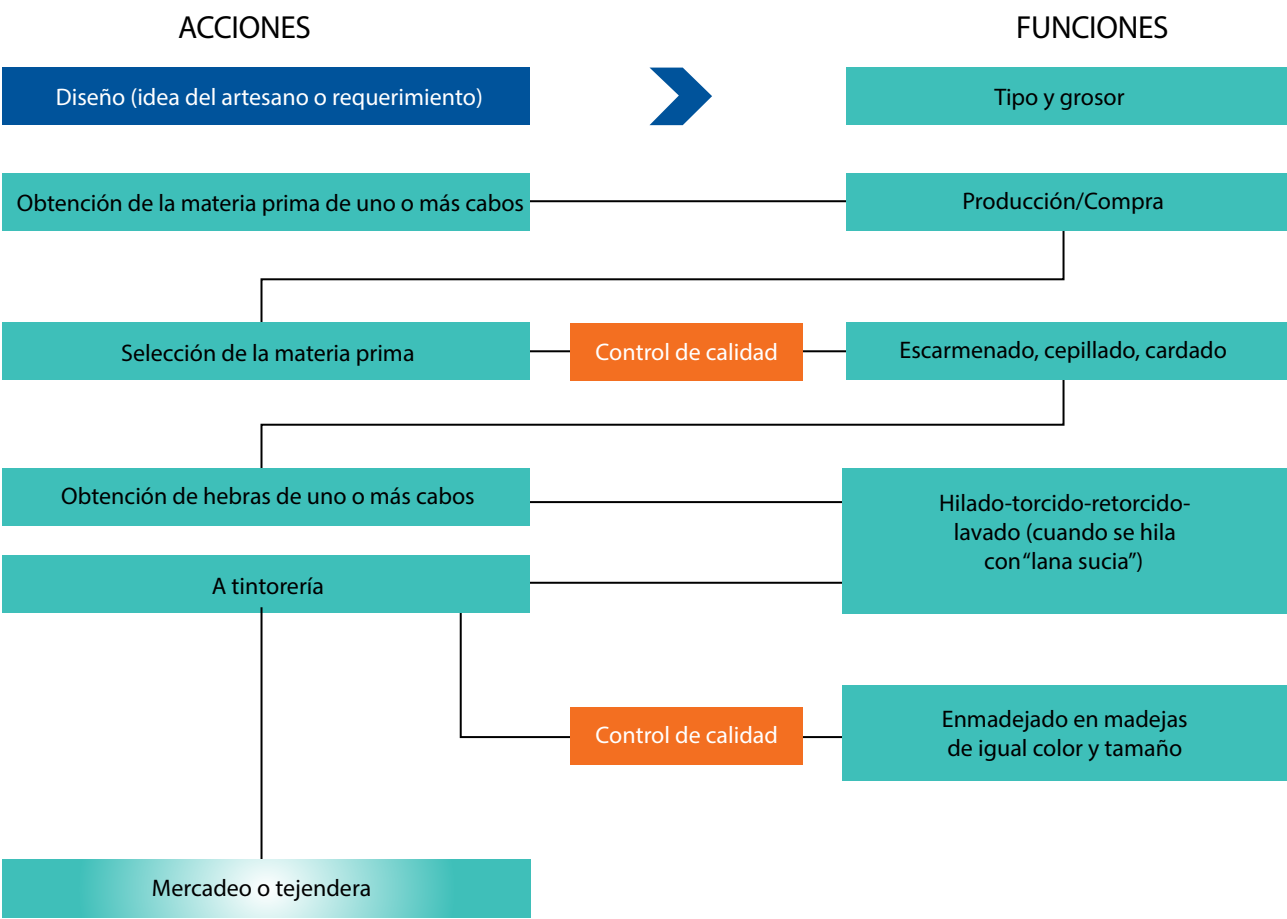 ACCIONES
FUNCIONES
Diseño (idea del artesano o requerimiento)
Tipo y grosor
Obtención de la materia prima de uno o más cabos
Producción/Compra
Selección de la materia prima
Control de calidad
Escarmenado, cepillado, cardado
Obtención de hebras de uno o más cabos
Hilado-torcido-retorcido-
lavado (cuando se hila
con “lana sucia”)
A tintorería
Control de calidad
Enmadejado en madejas
de igual color y tamaño
Mercadeo o tejendera